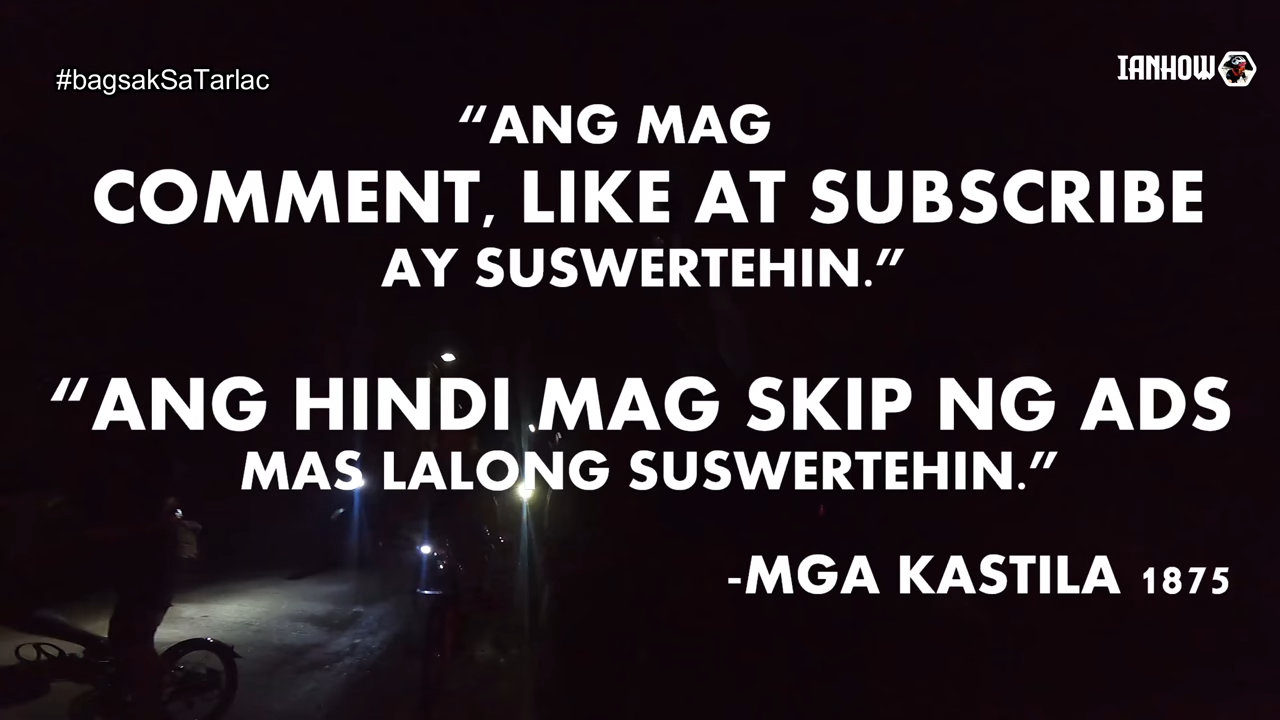 #bagsakSaTarlac
IANHOW
“ANG MAG
COMMENT, LIKE AT SUBSCRIBE
AY SUSWERTEHIN.”
“ANG HINDI MAG SKIP NG ADS
MAS LALONG SUSWERTEHIN.”
-MGA KASTILA 1875